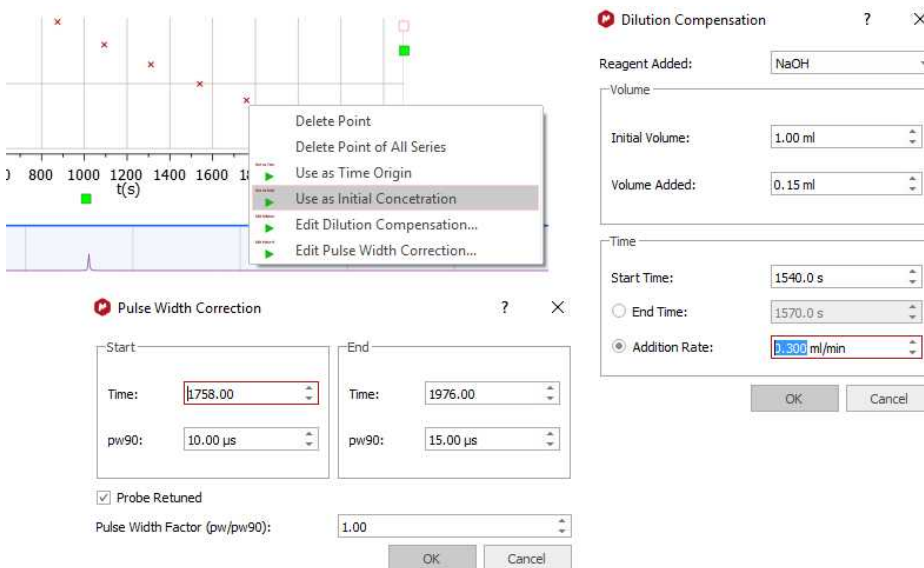 800 1000 1200 1400 1600
t(s)
Delete Point
Delete Point of All Series
Use as Time Origin
Use as Initial Concetration
Edit Dilution Compensation...
Edit Pulse Width Correction...
Dilution Compensation ?
Reagent Added: NaOH
Volume
Initial Volume: 1.00 ml
Volume Added: 0.15 ml
Time
Start Time: 1540.0 s
End Time: 1570.0 s
Addition Rate: 0.300 ml/min
OK Cancel
Pulse Width Correction ?
Start End
Time: 1758.00 Time: 1976.00
pw90: 10.00 µs pw90: 15.00 µs
Probe Retuned
Pulse Width Factor (pw/pw90): 1.00
OK Cancel